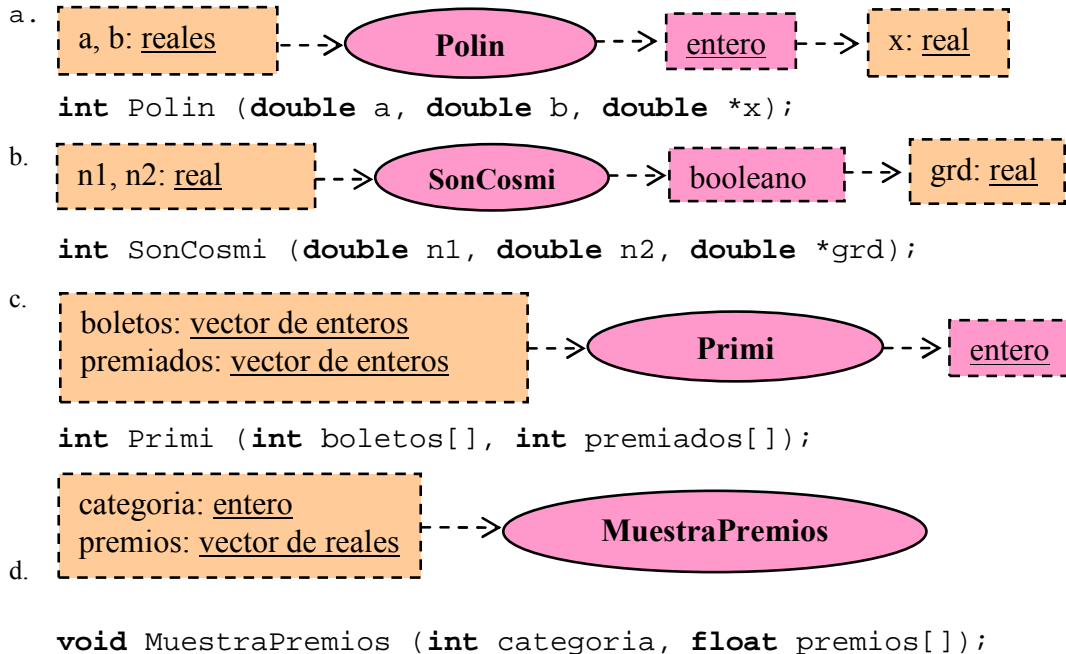 a.
a, b: reales
Polin
entero
x: real
int Polin (double a, double b, double *x);
b.
n1, n2: real
SonCosmi
booleano
grd: real
int SonCosmi (double n1, double n2, double *grd);
c.
boletos: vector de enteros
premiados: vector de enteros
Primi
entero
int Primi (int boletos[], int premiados[]);
categoria: entero
premios: vector de reales
MuestraPremios
d.
void MuestraPremios (int categoria, float premios[]);